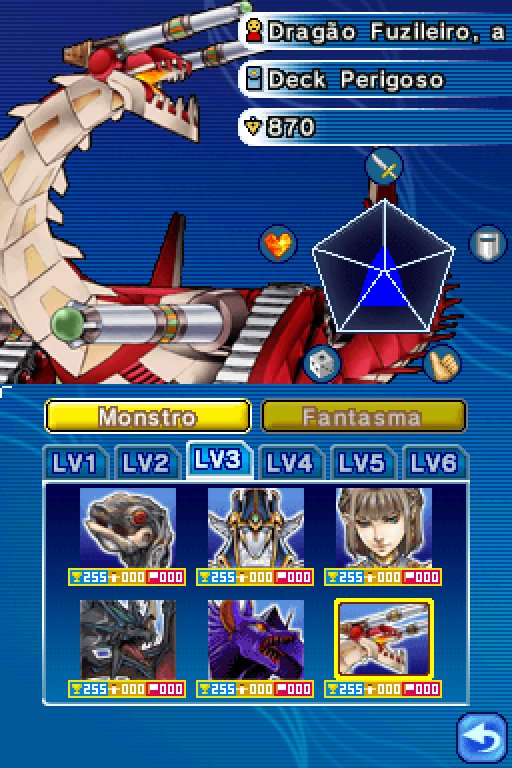 Dragão Fuzileiro, a
Deck Perigoso
870
Monstro Fantasma
LV1 LV2 LV3 LV4 LV5 LV6
255 000 000 255 000 000 255 000 000
255 000 000 255 000 000 255 000 000